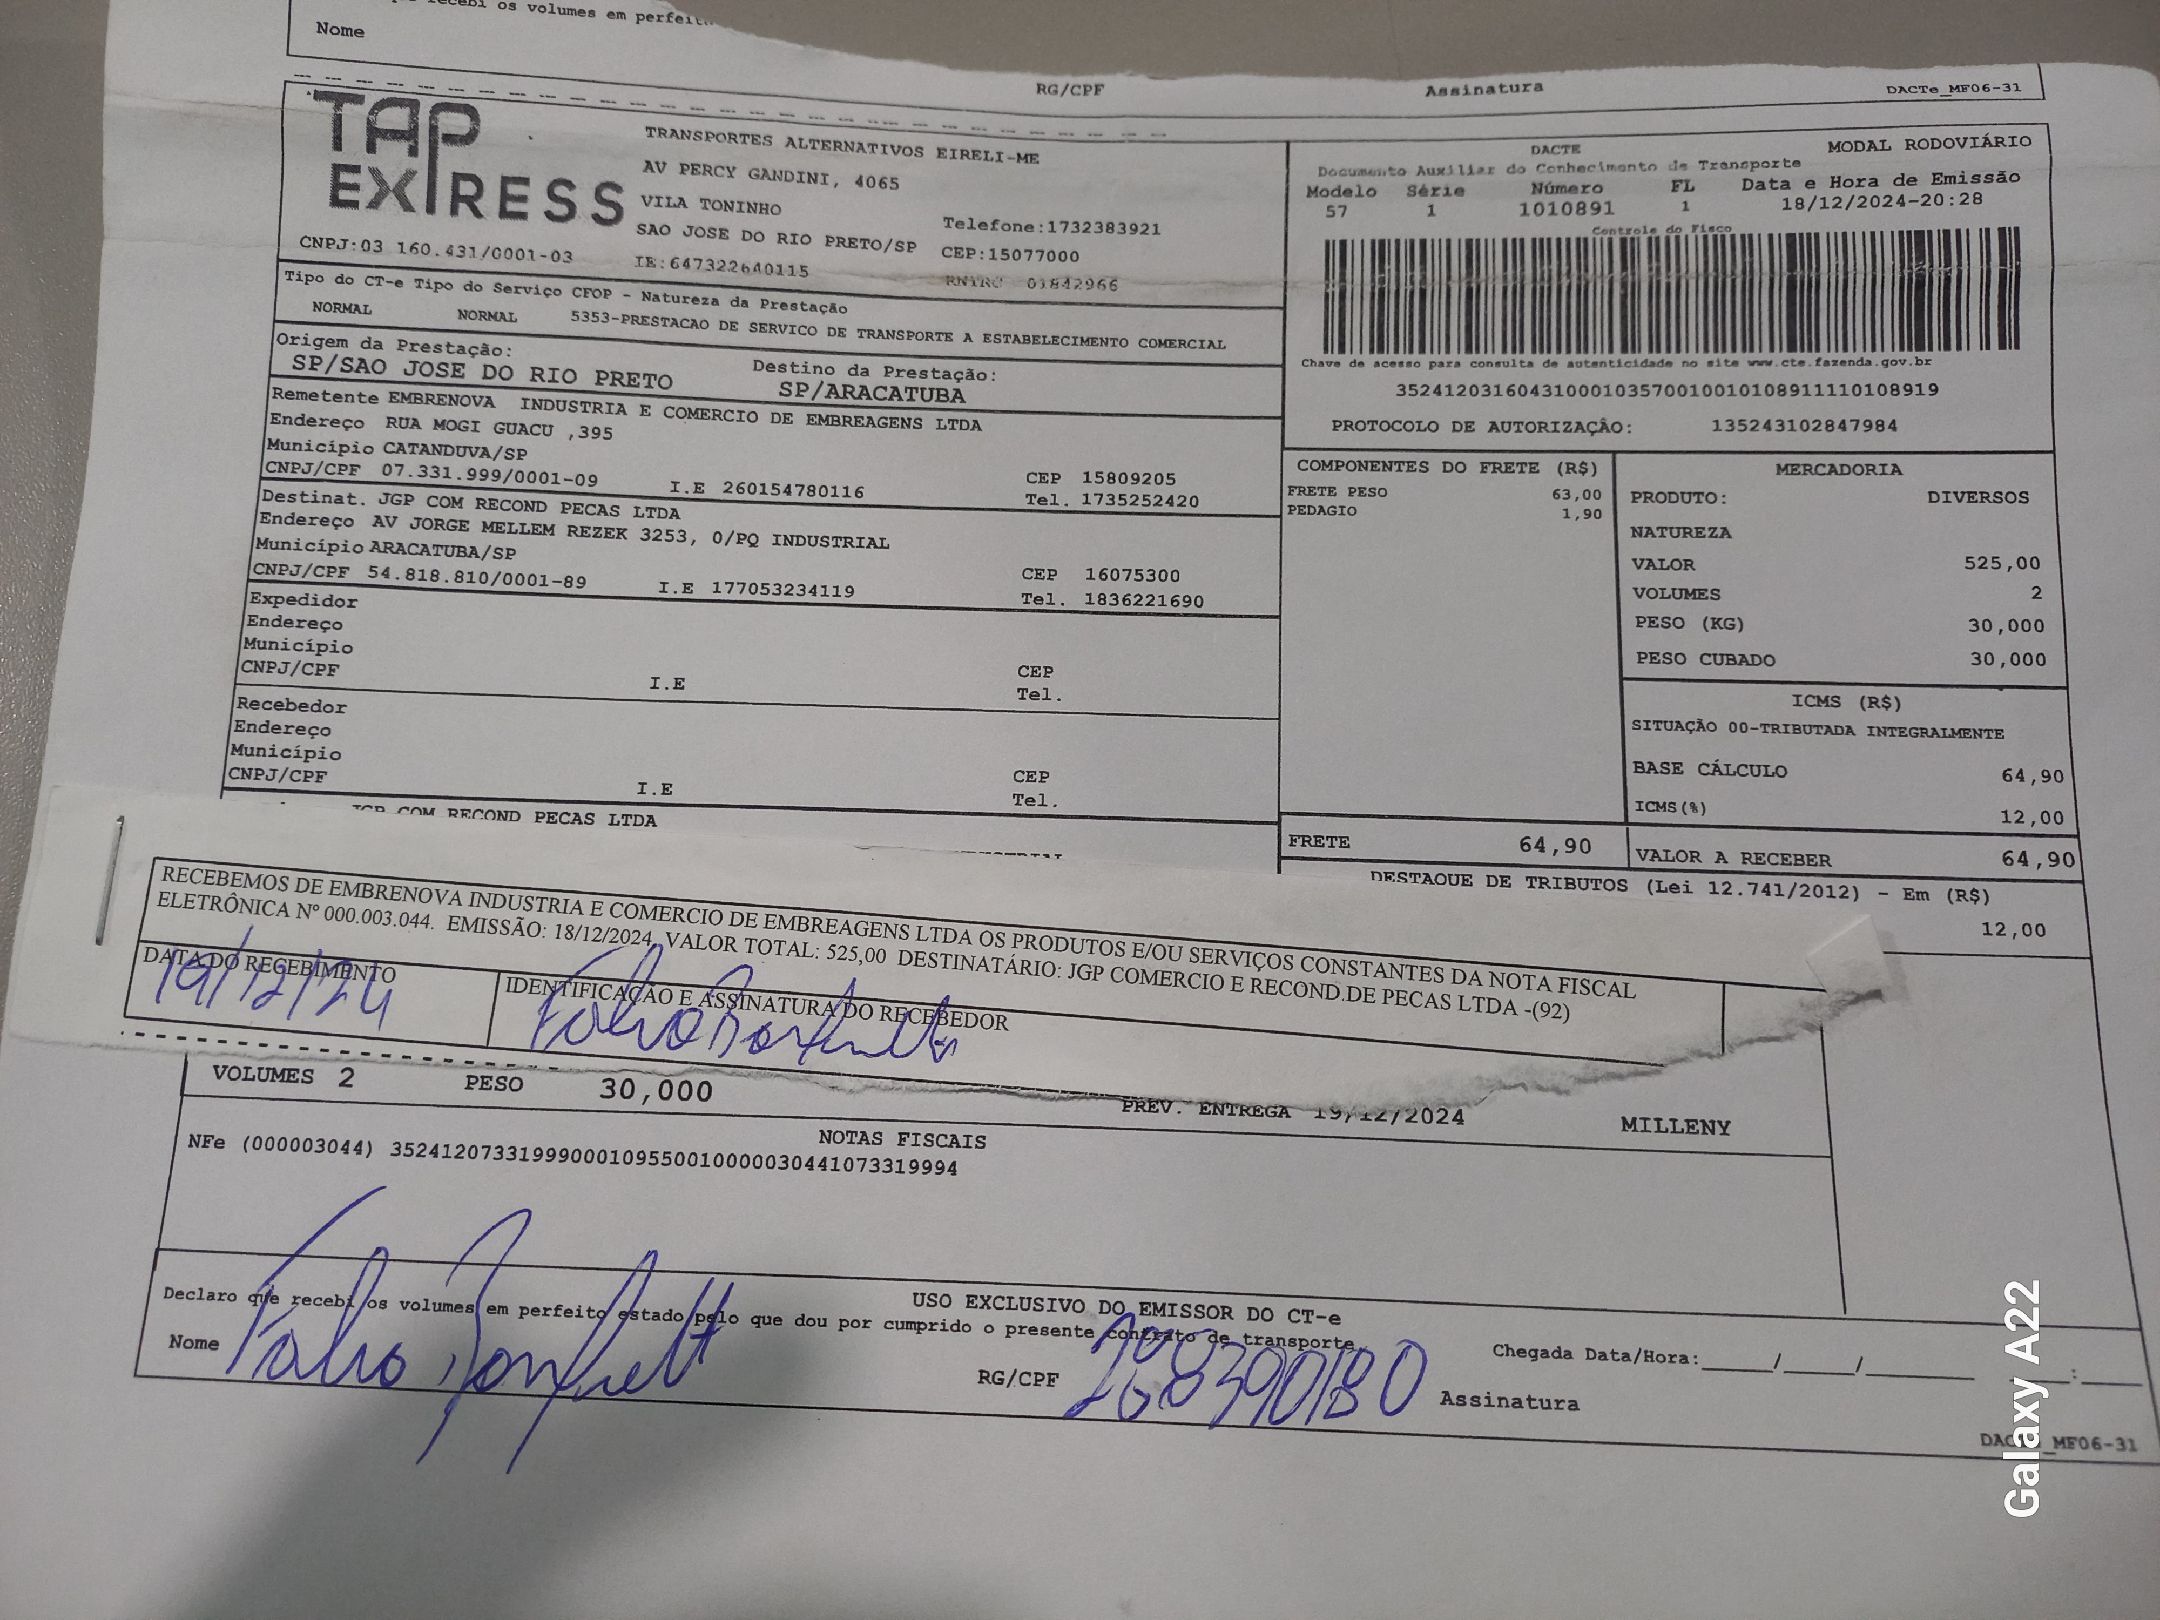 recebi os volumes em perfeit
Nome
RG/CPF
Assinatura
DACTe_MF06-31
TAP EXPRESS
TRANSPORTES ALTERNATIVOS EIRELI-ME
AV PERCY GANDINI, 4065
VILA TONINHO
SAO JOSE DO RIO PRETO/SP
Telefone:1732383921
CEP:15077000
CNPJ:03 160.431/0001-03
IE:647322640115
RNTRC 01842966
DACTE
MODAL RODOVIÁRIO
Documento Auxiliar do Conhecimento de Transporte
Modelo Série Número FL Data e Hora de Emissão
57 1 1010891 1 18/12/2024-20:28
Controle do Fisco
Chave de acesso para consulta de autenticidade no site www.cte.fazenda.gov.br
35241203160431000103570010010108911110108919
PROTOCOLO DE AUTORIZAÇÃO: 135243102847984
Tipo do CT-e Tipo do Serviço CFOP - Natureza da Prestação
NORMAL NORMAL 5353-PRESTACAO DE SERVICO DE TRANSPORTE A ESTABELECIMENTO COMERCIAL
Origem da Prestação:
SP/SAO JOSE DO RIO PRETO
Destino da Prestação:
SP/ARACATUBA
Remetente EMBRENOVA INDUSTRIA E COMERCIO DE EMBREAGENS LTDA
Endereço RUA MOGI GUACU ,395
Município CATANDUVA/SP
CEP 15809205
CNPJ/CPF 07.331.999/0001-09 I.E 260154780116 Tel. 1735252420
Destinat. JGP COM RECOND PECAS LTDA
Endereço AV JORGE MELLEM REZEK 3253, 0/PQ INDUSTRIAL
Município ARACATUBA/SP
CEP 16075300
CNPJ/CPF 54.818.810/0001-89 I.E 177053234119 Tel. 1836221690
Expedidor
Endereço
Município
CEP
CNPJ/CPF I.E Tel.
Recebedor
Endereço
Município
CEP
CNPJ/CPF I.E Tel.
JGP COM RECOND PECAS LTDA
COMPONENTES DO FRETE (R$)
FRETE PESO 63,00
PEDAGIO 1,90
FRETE 64,90
MERCADORIA
PRODUTO: DIVERSOS
NATUREZA
VALOR 525,00
VOLUMES 2
PESO (KG) 30,000
PESO CUBADO 30,000
ICMS (R$)
SITUAÇÃO 00-TRIBUTADA INTEGRALMENTE
BASE CÁLCULO 64,90
ICMS(%) 12,00
VALOR A RECEBER 64,90
DESTAQUE DE TRIBUTOS (Lei 12.741/2012) - Em (R$)
12,00
RECEBEMOS DE EMBRENOVA INDUSTRIA E COMERCIO DE EMBREAGENS LTDA OS PRODUTOS E/OU SERVIÇOS CONSTANTES DA NOTA FISCAL
ELETRÔNICA Nº 000.003.044. EMISSÃO: 18/12/2024, VALOR TOTAL: 525,00 DESTINATÁRIO: JGP COMERCIO E RECOND.DE PECAS LTDA -(92)
DATA DO RECEBIMENTO
19/12/24
IDENTIFICAÇÃO E ASSINATURA DO RECEBEDOR
VOLUMES 2 PESO 30,000 PREV. ENTREGA 19/12/2024 MILLENY
NOTAS FISCAIS
NFe (000003044) 35241207331999000109550010000030441073319994
USO EXCLUSIVO DO EMISSOR DO CT-e
Declaro que recebi os volumes em perfeito estado pelo que dou por cumprido o presente contrato de transporte
Nome
RG/CPF
Chegada Data/Hora:_____/_____/_______ ____:____
Assinatura
DACTe_MF06-31
Galaxy A22